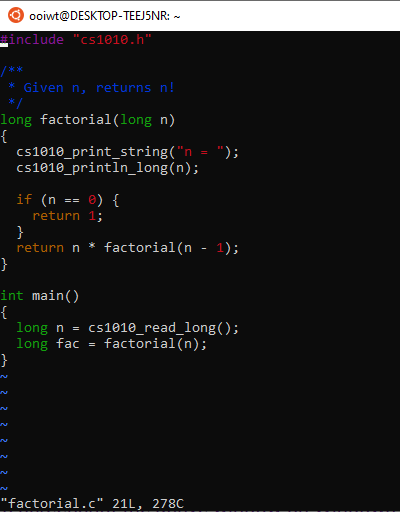 ooiwt@DESKTOP-TEEJ5NR: ~
#include "cs1010.h"

/**
 * Given n, returns n!
 */
long factorial(long n)
{
  cs1010_print_string("n = ");
  cs1010_println_long(n);

  if (n == 0) {
    return 1;
  }
  return n * factorial(n - 1);
}

int main()
{
  long n = cs1010_read_long();
  long fac = factorial(n);
}
~
~
~
~
~
~
~
~
"factorial.c" 21L, 278C